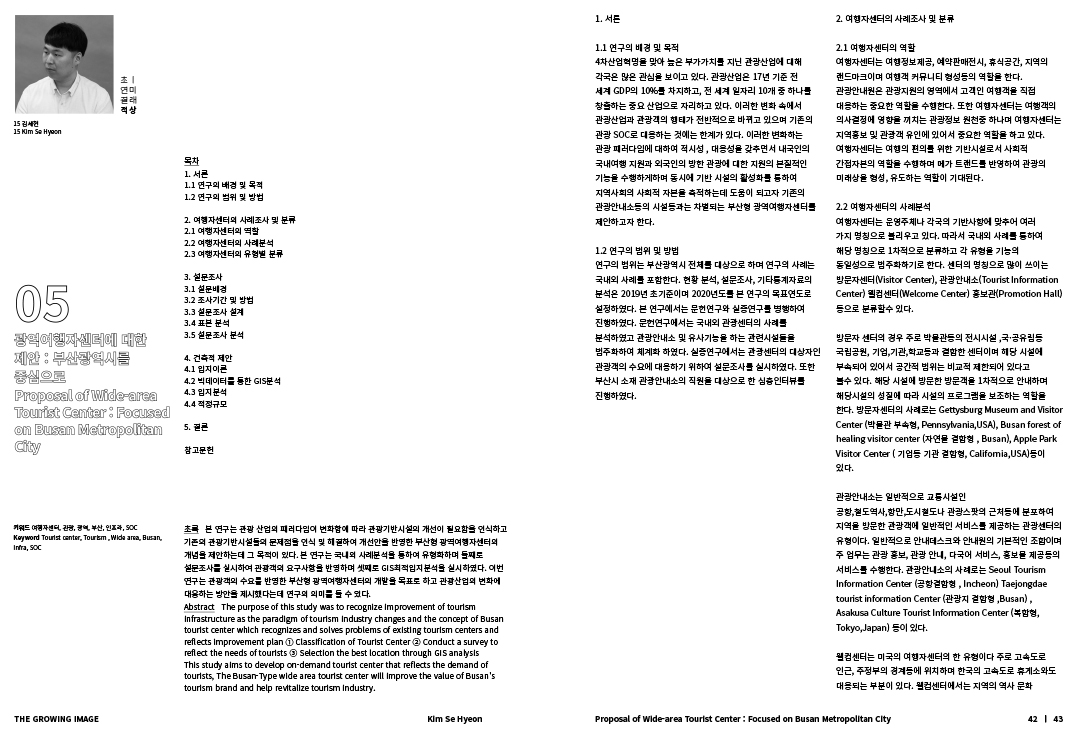 초 | 
연미
끌래
적상
15 김세현
15 Kim Se Hyeon
05
광역여행자센터에 대한
제안 : 부산광역시를
중심으로
Proposal of Wide-area
Tourist Center : Focused
on Busan Metropolitan
City
키워드 여행자센터, 관광, 광역, 부산, 인프라, SOC
Keyword Tourist center, Tourism ,Wide area, Busan,
Infra, SOC
목차
1. 서론
1.1 연구의 배경 및 목적
1.2 연구의 범위 및 방법
2. 여행자센터의 사례조사 및 분류
2.1 여행자센터의 역할
2.2 여행자센터의 사례분석
2.3 여행자센터의 유형별 분류
3. 설문조사
3.1 설문배경
3.2 조사기간 및 방법
3.3 설문조사 설계
3.4 표본 분석
3.5 설문조사 분석
4. 건축적 제안
4.1 입지이론
4.2 빅데이터를 통한 GIS분석
4.3 입지분석
4.4 적정규모
5. 결론
참고문헌
초록 본 연구는 관광 산업의 패러다임이 변화함에 따라 관광기반시설의 개선이 필요함을 인식하고
기존의 관광기반시설들의 문제점을 인식 및 해결하여 개선안을 반영한 부산형 광역여행자센터의
개념을 제안하는데 그 목적이 있다. 본 연구는 국내외 사례분석을 통하여 유형화하며 둘째로
설문조사를 실시하여 관광객의 요구사항을 반영하며 셋째로 GIS최적입지분석을 실시하였다. 이번
연구는 관광객의 수요를 반영한 부산형 광역여행자센터의 개발을 목표로 하고 관광산업의 변화에
대응하는 방안을 제시했다는데 연구의 의미를 둘 수 있다.
Abstract The purpose of this study was to recognize improvement of tourism
infrastructure as the paradigm of tourism industry changes and the concept of Busan
tourist center which recognizes and solves problems of existing tourism centers and
reflects improvement plan ① Classification of Tourist Center ② Conduct a survey to
reflect the needs of tourists ③ Selection the best location through GIS analysis
This study aims to develop on-demand tourist center that reflects the demand of
tourists, The Busan-Type wide area tourist center will improve the value of Busan's
tourism brand and help revitalize tourism industry.
THE GROWING IMAGE
Kim Se Hyeon
1. 서론
1.1 연구의 배경 및 목적
4차산업혁명을 맞아 높은 부가가치를 지닌 관광산업에 대해
각국은 많은 관심을 보이고 있다. 관광산업은 17년 기준 전
세계 GDP의 10%를 차지하고, 전 세계 일자리 10개 중 하나를
창출하는 중요 산업으로 자리하고 있다. 이러한 변화 속에서
관광산업과 관광객의 행태가 전반적으로 바뀌고 있으며 기존의
관광 SOC로 대응하는 것에는 한계가 있다. 이러한 변화하는
관광 패러다임에 대하여 적시성 , 대응성을 갖추면서 내국인의
국내여행 지원과 외국인의 방한 관광에 대한 지원의 본질적인
기능을 수행하게하며 동시에 기반 시설의 활성화를 통하여
지역사회의 사회적 자본을 축적하는데 도움이 되고자 기존의
관광안내소등의 시설등과는 차별되는 부산형 광역여행자센터를
제안하고자 한다.
1.2 연구의 범위 및 방법
연구의 범위는 부산광역시 전체를 대상으로 하며 연구의 사례는
국내외 사례를 포함한다. 현황 분석, 설문조사, 기타통계자료의
분석은 2019년 초기준이며 2020년도를 본 연구의 목표연도로
설정하였다. 본 연구에서는 문헌연구와 실증연구를 병행하여
진행하였다. 문헌연구에서는 국내외 관광센터의 사례를
분석하였고 관광안내소 및 유사기능을 하는 관련시설들을
범주화하여 체계화 하였다. 실증연구에서는 관광센터의 대상자인
관광객의 수요에 대응하기 위하여 설문조사를 실시하였다. 또한
부산시 소재 관광안내소의 직원을 대상으로 한 심층인터뷰를
진행하였다.
2. 여행자센터의 사례조사 및 분류
2.1 여행자센터의 역할
여행자센터는 여행정보제공, 예약판매전시, 휴식공간, 지역의
랜드마크이며 여행객 커뮤니티 형성등의 역할을 한다.
관광안내원은 관광지원의 영역에서 고객인 여행객을 직접
대응하는 중요한 역할을 수행한다. 또한 여행자센터는 여행객의
의사결정에 영향을 끼치는 관광정보 원천중 하나며 여행자센터는
지역홍보 및 관광객 유인에 있어서 중요한 역할을 하고 있다.
여행자센터는 여행의 편의를 위한 기반시설로서 사회적
간접자본의 역할을 수행하며 메가 트랜드를 반영하여 관광의
미래상을 형성, 유도하는 역할이 기대된다.
2.2 여행자센터의 사례분석
여행자센터는 운영주체나 각국의 기반사항에 맞추어 여러
가지 명칭으로 불리우고 있다. 따라서 국내외 사례를 통하여
해당 명칭으로 1차적으로 분류하고 각 유형을 기능의
동일성으로 범주화하기로 한다. 센터의 명칭으로 많이 쓰이는
방문자센터(Visitor Center), 관광안내소(Tourist Information
Center) 웰컴센터(Welcome Center) 홍보관(Promotion Hall)
등으로 분류할수 있다.
방문자 센터의 경우 주로 박물관등의 전시시설 ,국·공유림등
국립공원, 기업,기관,학교등과 결합한 센터이며 해당 시설에
부속되어 있어서 공간적 범위는 비교적 제한되어 있다고
볼수 있다. 해당 시설에 방문한 방문객을 1차적으로 안내하며
해당시설의 성질에 따라 시설의 프로그램을 보조하는 역할을
한다. 방문자센터의 사례로는 Gettysburg Museum and Visitor
Center (박물관 부속형, Pennsylvania,USA), Busan forest of
healing visitor center (자연물 결합형 , Busan), Apple Park
Visitor Center ( 기업등 기관 결합형, California,USA)등이
있다.
관광안내소는 일반적으로 교통시설인
공항,철도역사,항만,도시철도나 관광스팟의 근처등에 분포하여
지역을 방문한 관광객에 일반적인 서비스를 제공하는 관광센터의
유형이다. 일반적으로 안내데스크와 안내원의 기본적인 조합이며
주 업무는 관광 홍보, 관광 안내, 다국어 서비스, 홍보물 제공등의
서비스를 수행한다. 관광안내소의 사례로는 Seoul Tourism
Information Center (공항결합형 , Incheon) Taejongdae
tourist information Center (관광지 결합형 ,Busan) ,
Asakusa Culture Tourist Information Center (복합형,
Tokyo,Japan) 등이 있다.
웰컴센터는 미국의 여행자센터의 한 유형이다 주로 고속도로
인근, 주정부의 경계등에 위치하며 한국의 고속도로 휴게소와도
대응되는 부분이 있다. 웰컴센터에서는 지역의 역사 문화
Proposal of Wide-area Tourist Center : Focused on Busan Metropolitan City
42 | 43